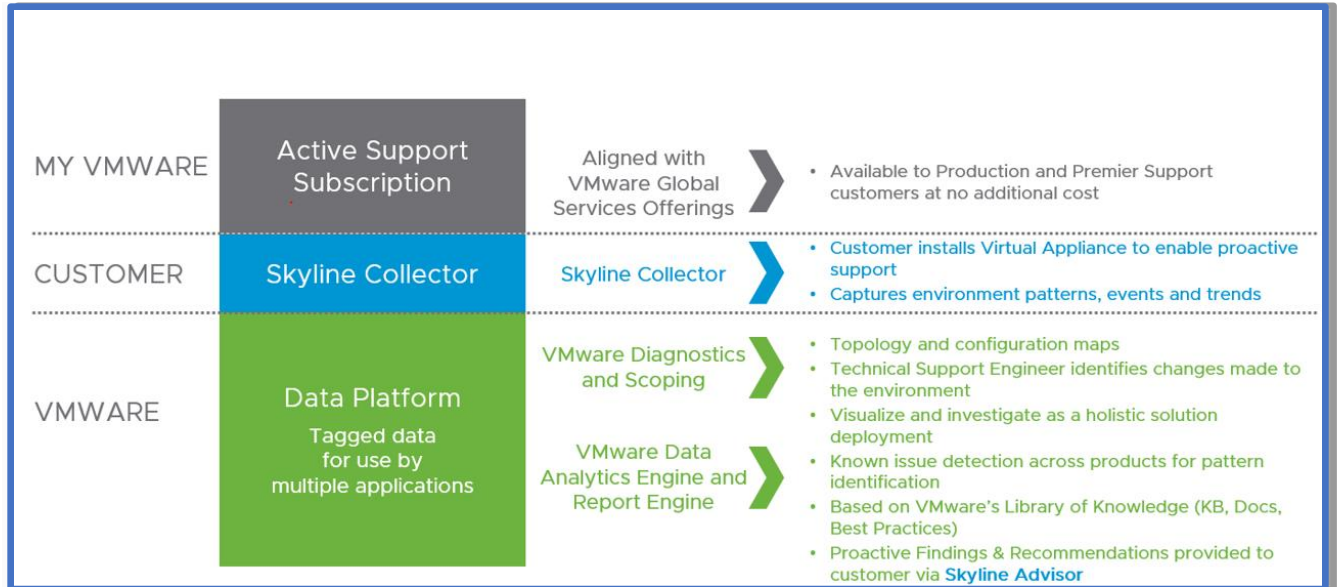 MY VMWARE
Active Support
Subscription
Aligned with
VMware Global
Services Offerings
• Available to Production and Premier Support
customers at no additional cost
CUSTOMER
Skyline Collector
Skyline Collector
• Customer installs Virtual Appliance to enable proactive
support
• Captures environment patterns, events and trends
VMWARE
Data Platform
Tagged data
for use by
multiple applications
VMware Diagnostics
and Scoping
VMware Data
Analytics Engine and
Report Engine
• Topology and configuration maps
• Technical Support Engineer identifies changes made to
the environment
• Visualize and investigate as a holistic solution
deployment
• Known issue detection across products for pattern
identification
• Based on VMware's Library of Knowledge (KB, Docs,
Best Practices)
• Proactive Findings & Recommendations provided to
customer via Skyline Advisor